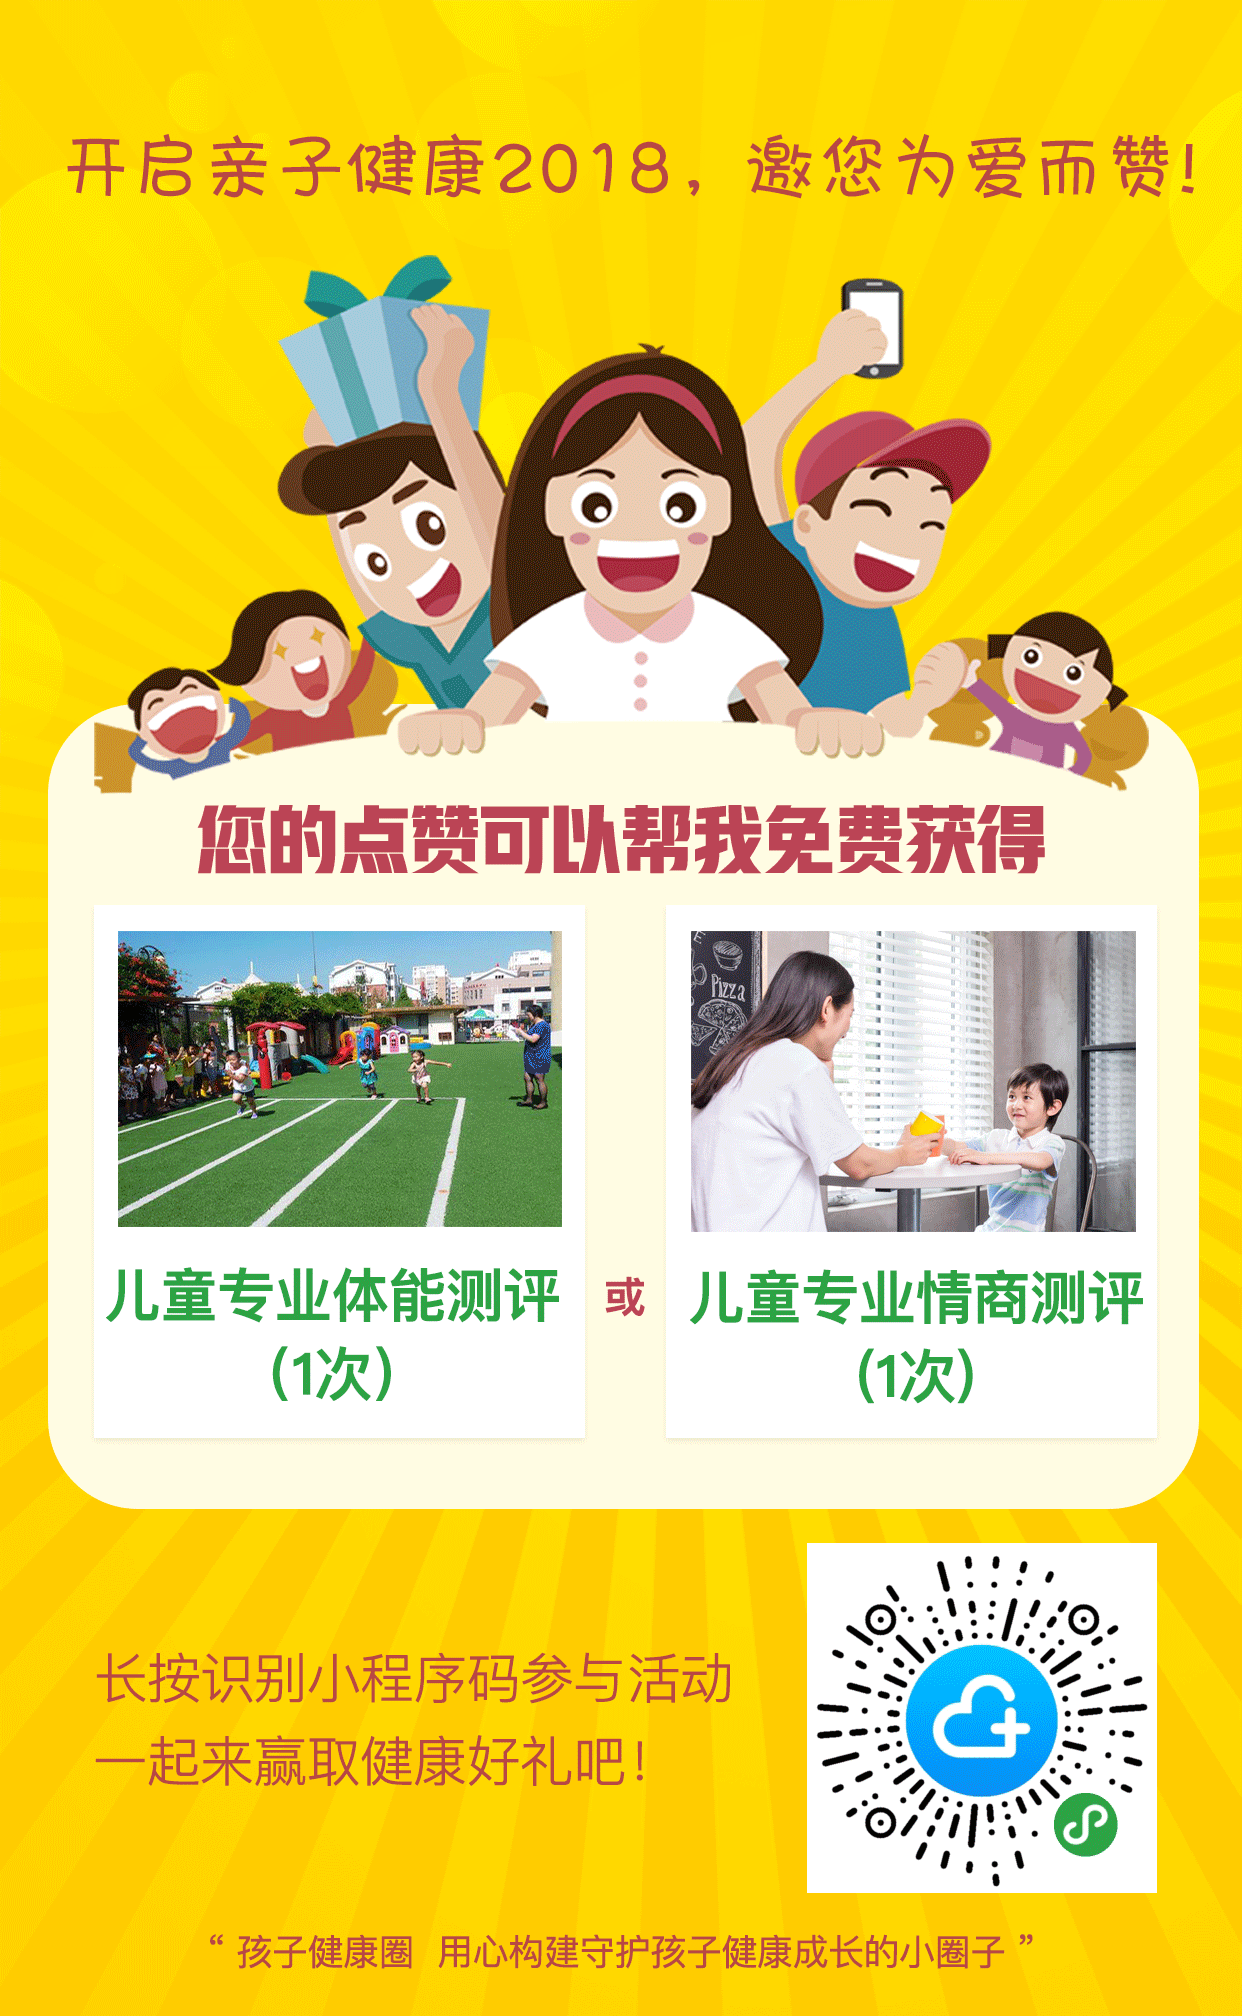 开启亲子健康2018，邀您为爱而赞！
您的点赞可以帮我免费获得
Pizza
儿童专业体能测评
（1次）
或
儿童专业情商测评
（1次）
长按识别小程序码参与活动
一起来赢取健康好礼吧！
“ 孩子健康圈 用心构建守护孩子健康成长的小圈子 ”